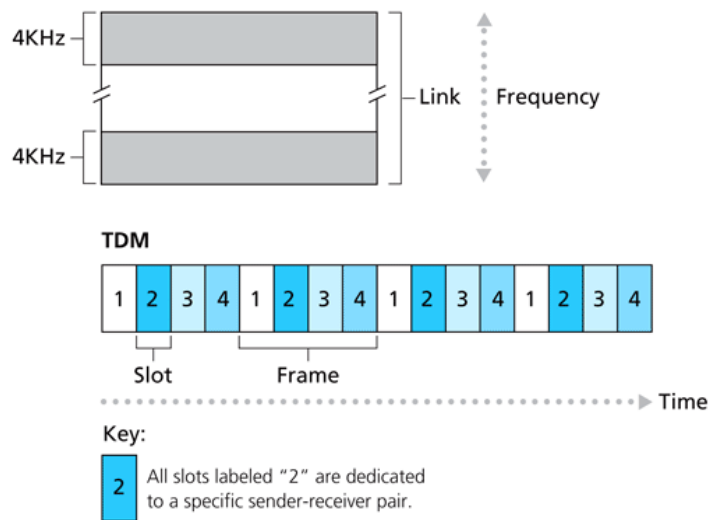 4KHz
Link
Frequency
4KHz
TDM
1 2 3 4 1 2 3 4 1 2 3 4 1 2 3 4
Slot
Frame
Time
Key:
2
All slots labeled “2” are dedicated
to a specific sender-receiver pair.